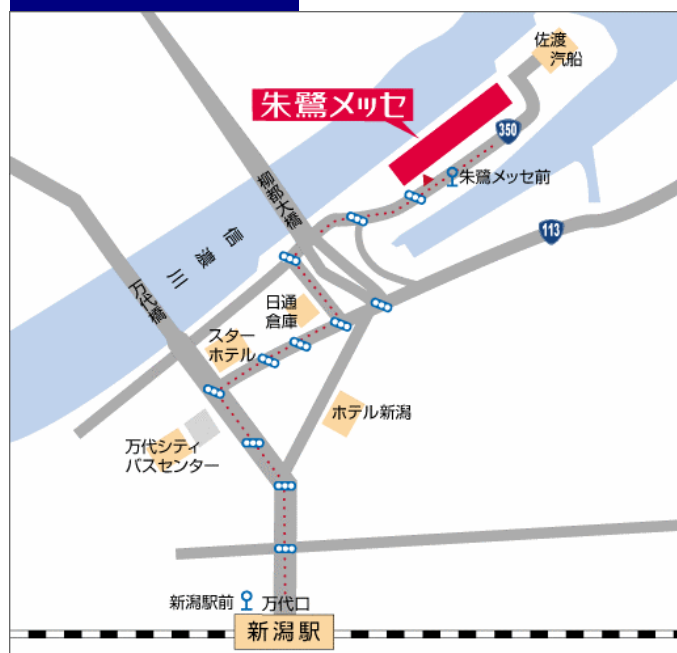 佐渡
汽船
朱鷺メッセ
350
朱鷺メッセ前
柳都大橋
113
信濃川
万代橋
日通
倉庫
スター
ホテル
ホテル新潟
万代シティ
バスセンター
新潟駅前
万代口
新潟駅